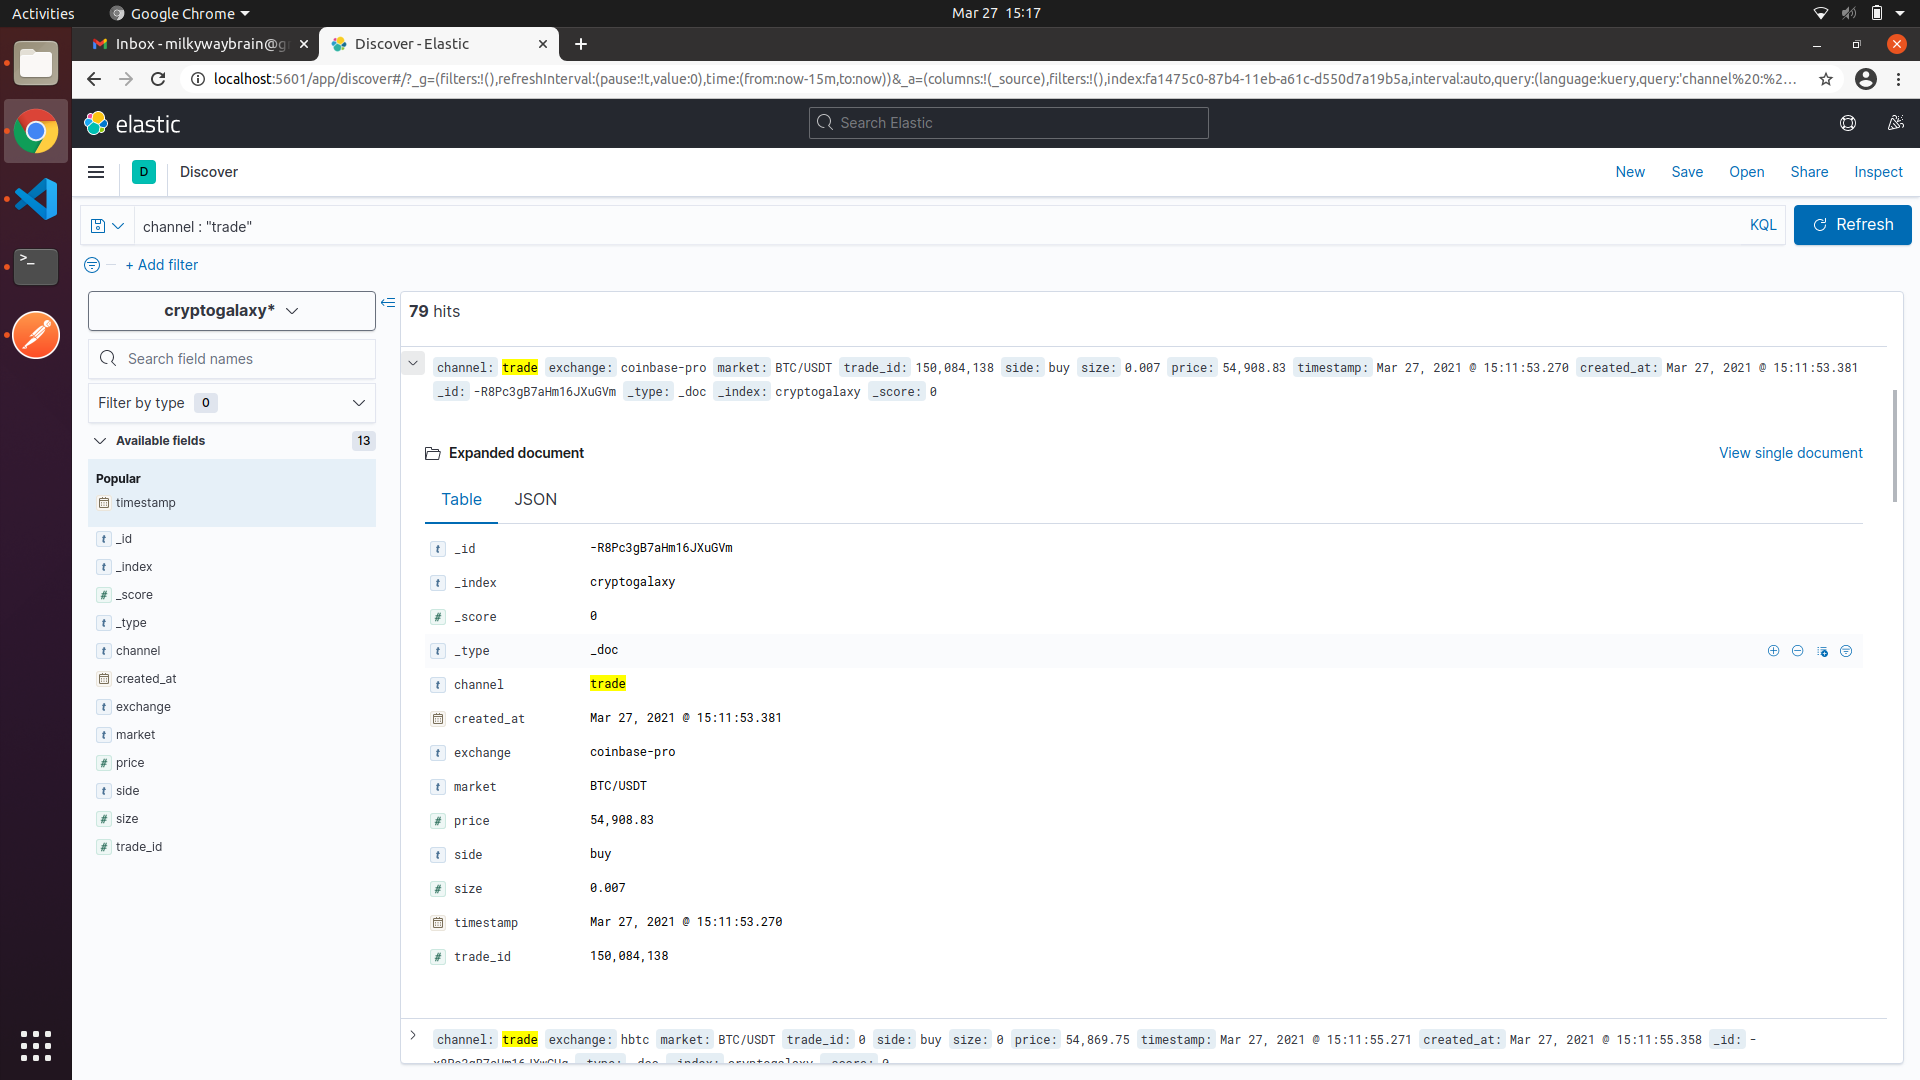 Activities
Google Chrome
Mar 27 15:17
Inbox - milkywaybrain@g
Discover - Elastic
localhost:5601/app/discover#/?_g=(filters:!(),refreshInterval:(pause:!t,value:0),time:(from:now-15m,to:now))&_a=(columns:!(_source),filters:!(),index:fa1475c0-87b4-11eb-a61c-d550d7a19b5a,interval:auto,query:(language:kuery,query:'channel%20:%2...
elastic
Search Elastic
D
Discover
New
Save
Open
Share
Inspect
channel : "trade"
KQL
Refresh
+ Add filter
cryptogalaxy*
Search field names
Filter by type 0
Available fields 13
Popular
timestamp
t _id
t _index
# _score
t _type
t channel
created_at
t exchange
t market
# price
t side
# size
# trade_id
79 hits
channel: trade exchange: coinbase-pro market: BTC/USDT trade_id: 150,084,138 side: buy size: 0.007 price: 54,908.83 timestamp: Mar 27, 2021 @ 15:11:53.270 created_at: Mar 27, 2021 @ 15:11:53.381
_id: -R8Pc3gB7aHm16JXuGVm _type: _doc _index: cryptogalaxy _score: 0
Expanded document
View single document
Table
JSON
t _id -R8Pc3gB7aHm16JXuGVm
t _index cryptogalaxy
# _score 0
t _type _doc
t channel trade
created_at Mar 27, 2021 @ 15:11:53.381
t exchange coinbase-pro
t market BTC/USDT
# price 54,908.83
t side buy
# size 0.007
timestamp Mar 27, 2021 @ 15:11:53.270
# trade_id 150,084,138
channel: trade exchange: hbtc market: BTC/USDT trade_id: 0 side: buy size: 0 price: 54,869.75 timestamp: Mar 27, 2021 @ 15:11:55.271 created_at: Mar 27, 2021 @ 15:11:55.358 _id: -
_type: _doc _index: cryptogalaxy _score: 0